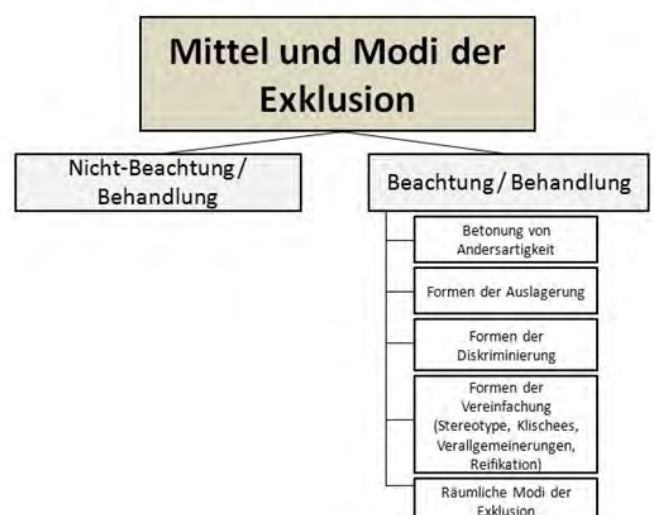 Mittel und Modi der
Exklusion
Nicht-Beachtung/
Behandlung
Beachtung/ Behandlung
Betonung von
Andersartigkeit
Formen der Auslagerung
Formen der
Diskriminierung
Formen der
Vereinfachung
(Stereotype, Klischees,
Verallgemeinerungen,
Reifikation)
Räumliche Modi der
Exklusion